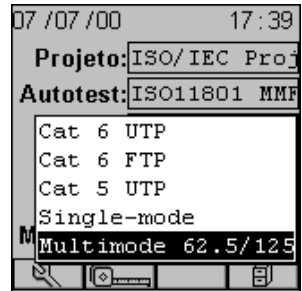 07/07/00 17:39
Projeto: ISO/IEC Proj
Autotest: ISO11801 MMF
Cat 6 UTP
Cat 6 FTP
Cat 5 UTP
Single-mode
M
Multimode 62.5/125